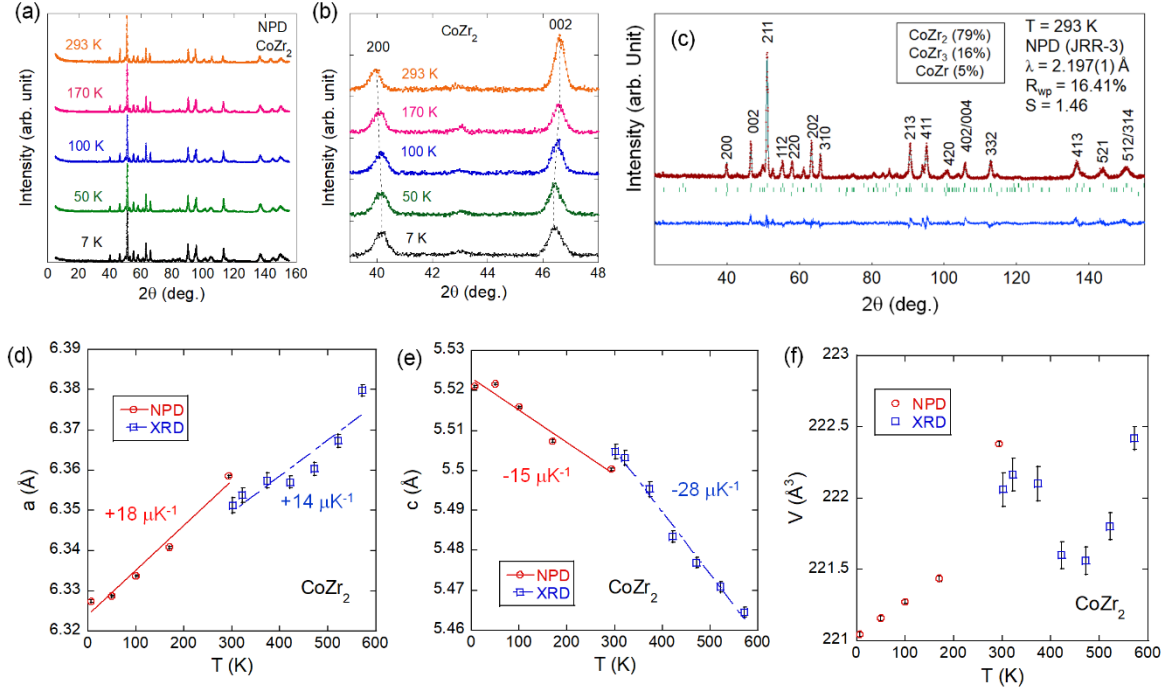 (a)
NPD
CoZr₂
293 K
170 K
100 K
50 K
7 K
Intensity (arb. Unit)
0 20 40 60 80 100 120 140 160
2θ (deg.)
(b)
CoZr₂
002
200
293 K
170 K
100 K
50 K
7 K
Intensity (arb. Unit)
40 42 44 46 48
2θ (deg.)
(c)
CoZr₂ (79%)
CoZr₃ (16%)
CoZr (5%)
T = 293 K
NPD (JRR-3)
λ = 2.197(1) Å
Rwp = 16.41%
S = 1.46
200
002
211
112
220
202
310
213
411
420
402/004
332
413
521
512/314
Intensity (arb. Unit)
40 60 80 100 120 140
2θ (deg.)
(d)
6.39
6.38
6.37
6.36
6.35
6.34
6.33
6.32
a (Å)
NPD
XRD
+18 μK⁻¹
+14 μK⁻¹
CoZr₂
0 100 200 300 400 500 600
T (K)
(e)
5.53
5.52
5.51
5.5
5.49
5.48
5.47
5.46
c (Å)
-15 μK⁻¹
-28 μK⁻¹
NPD
XRD
CoZr₂
0 100 200 300 400 500 600
T (K)
(f)
223
222.5
222
221.5
221
V (Å³)
NPD
XRD
CoZr₂
0 100 200 300 400 500 600
T (K)